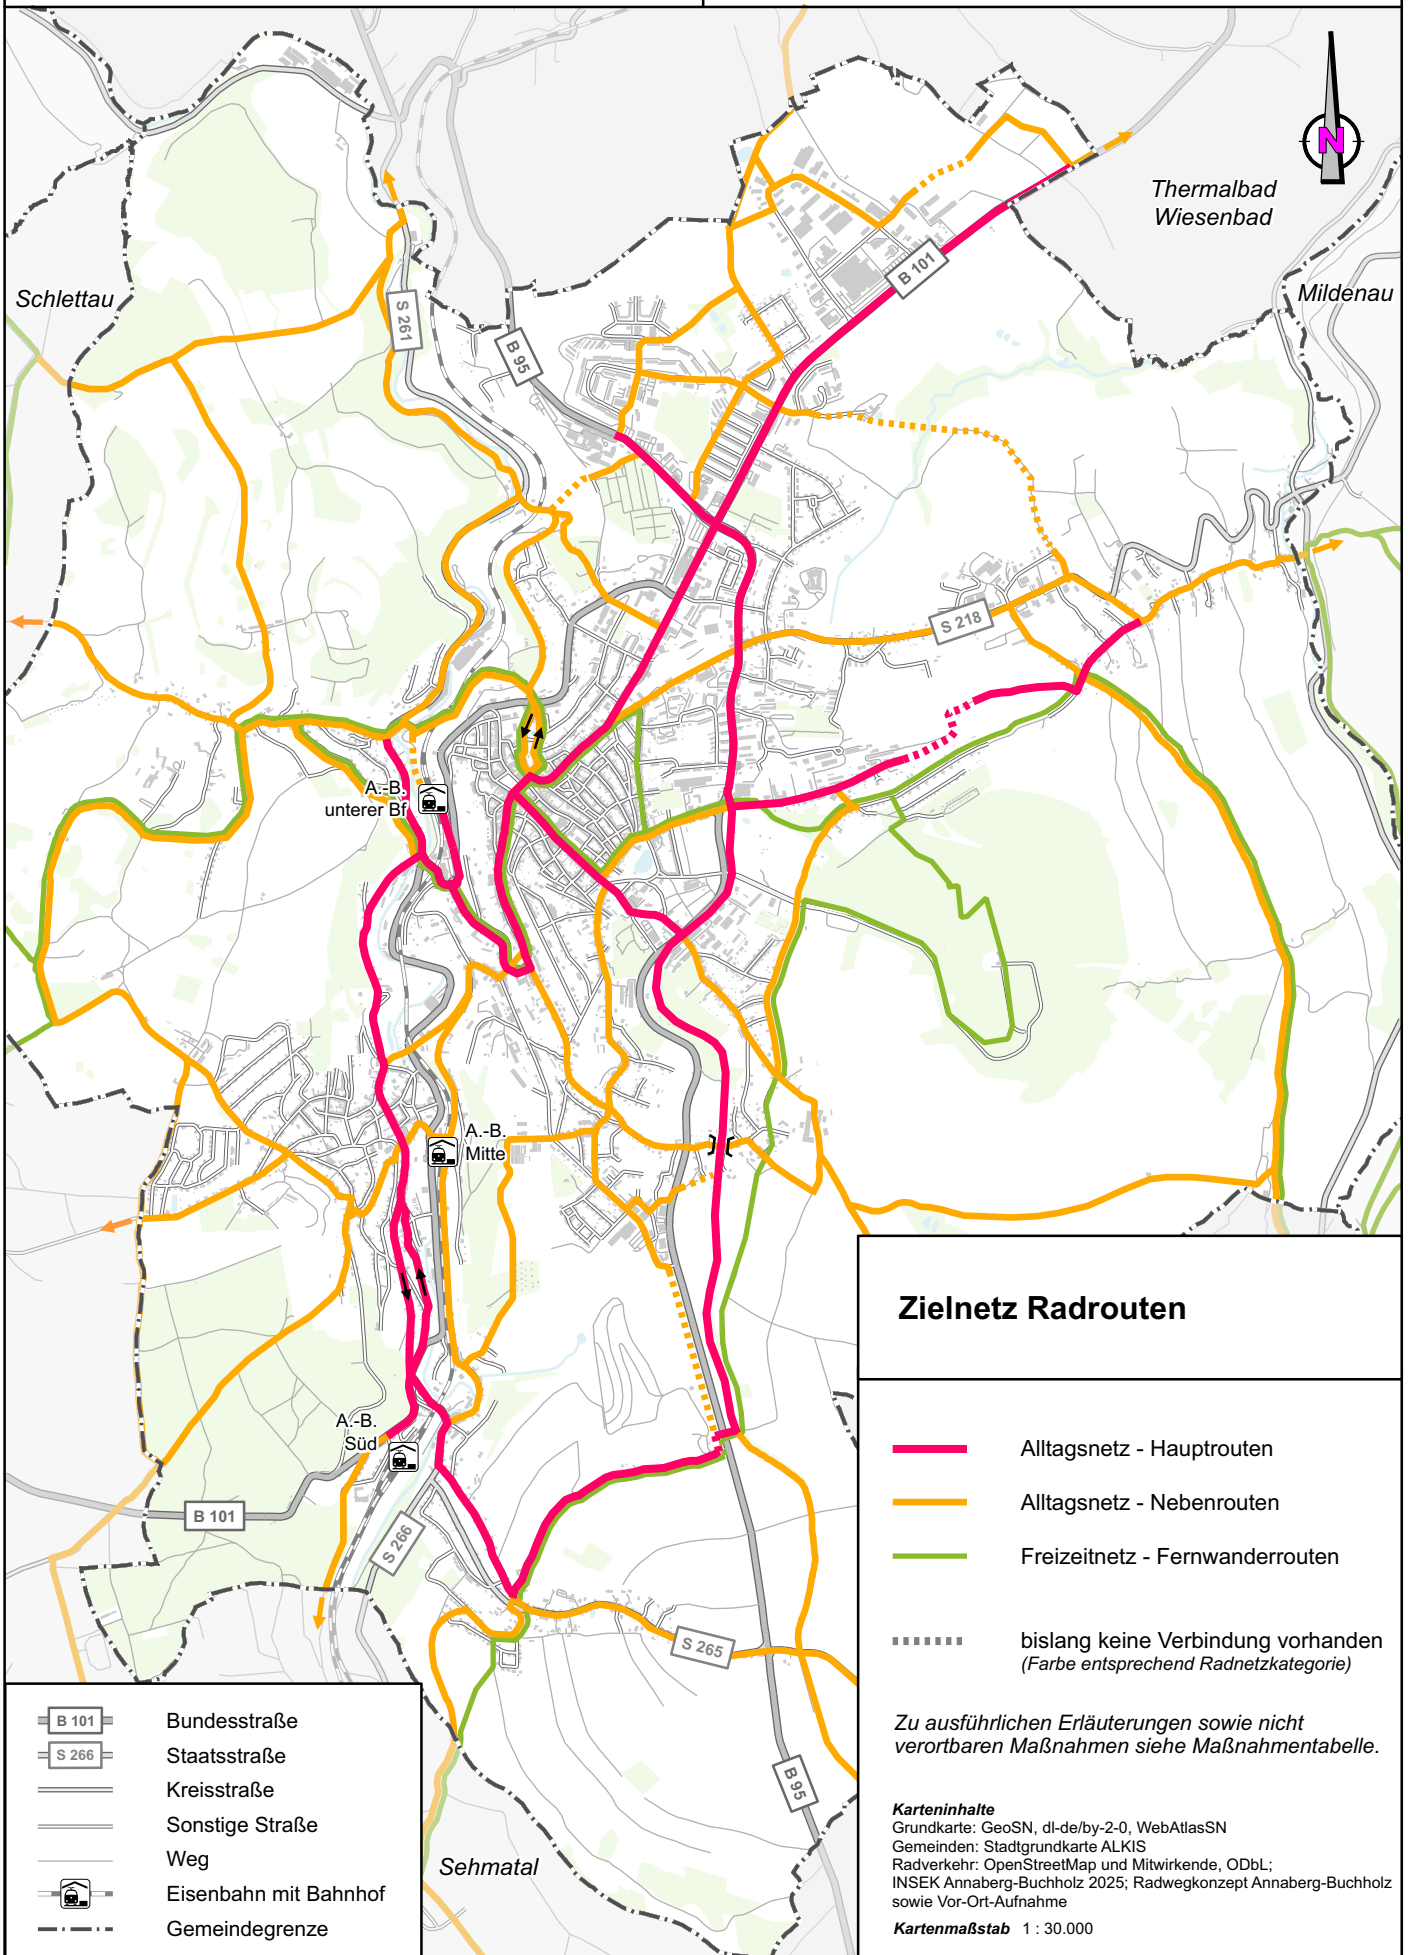 N
Thermalbad
Wiesenbad
B 101
Schlettau
Mildenau
S 261
B 95
S 218
A.-B.
unterer Bf
A.-B.
Mitte
A.-B.
Süd
B 101
S 266
S 265
B 95
Sehmatal
Zielnetz Radrouten
Alltagsnetz - Hauptrouten
Alltagsnetz - Nebenrouten
Freizeitnetz - Fernwanderrouten
bislang keine Verbindung vorhanden
(Farbe entsprechend Radnetzkategorie)
Zu ausführlichen Erläuterungen sowie nicht
verortbaren Maßnahmen siehe Maßnahmentabelle.
Karteninhalte
Grundkarte: GeoSN, dl-de/by-2-0, WebAtlasSN
Gemeinden: Stadtgrundkarte ALKIS
Radverkehr: OpenStreetMap und Mitwirkende, ODbL;
INSEK Annaberg-Buchholz 2025; Radwegkonzept Annaberg-Buchholz
sowie Vor-Ort-Aufnahme
Kartenmaßstab 1 : 30.000
B 101 Bundesstraße
S 266 Staatsstraße
Kreisstraße
Sonstige Straße
Weg
Eisenbahn mit Bahnhof
Gemeindegrenze